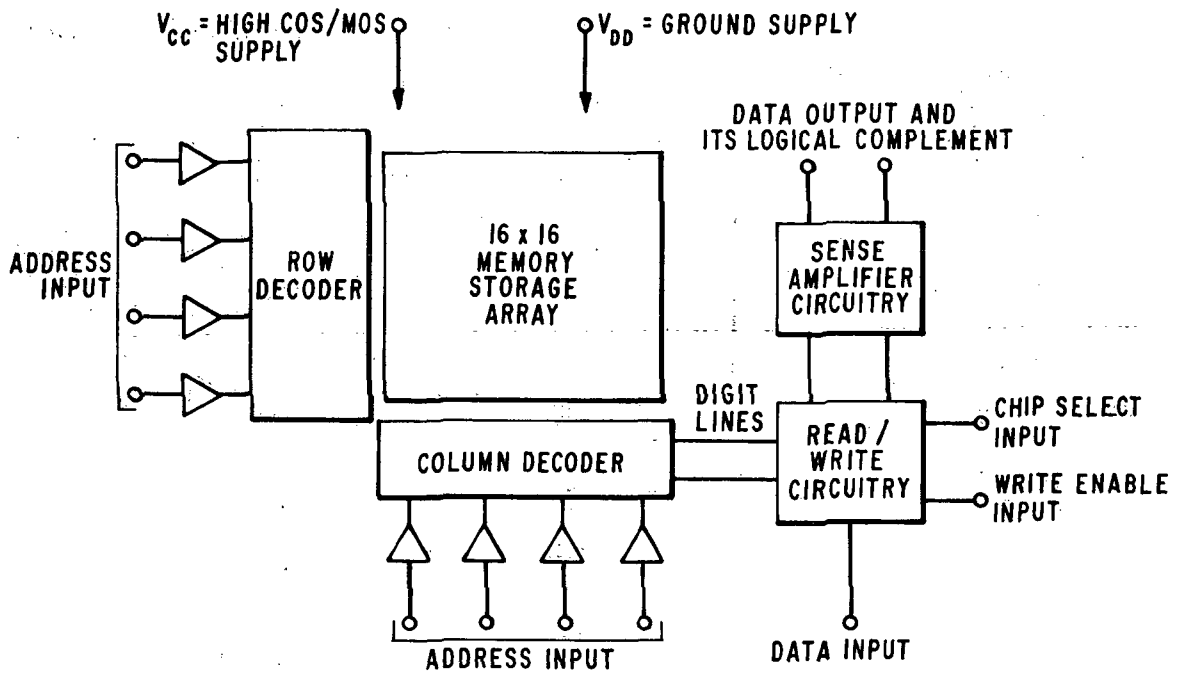 V_CC = HIGH COS/MOS
SUPPLY
V_DD = GROUND SUPPLY
DATA OUTPUT AND
ITS LOGICAL COMPLEMENT
ADDRESS
INPUT
ROW
DECODER
16 x 16
MEMORY
STORAGE
ARRAY
SENSE
AMPLIFIER
CIRCUITRY
DIGIT
LINES
COLUMN DECODER
READ /
WRITE
CIRCUITRY
CHIP SELECT
INPUT
WRITE ENABLE
INPUT
ADDRESS INPUT
DATA INPUT